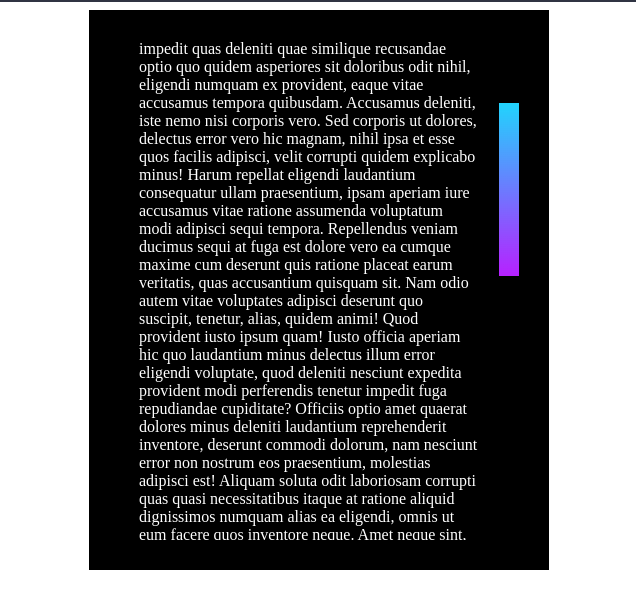 impedit quas deleniti quae similique recusandae
optio quo quidem asperiores sit doloribus odit nihil,
eligendi numquam ex provident, eaque vitae
accusamus tempora quibusdam. Accusamus deleniti,
iste nemo nisi corporis vero. Sed corporis ut dolores,
delectus error vero hic magnam, nihil ipsa et esse
quos facilis adipisci, velit corrupti quidem explicabo
minus! Harum repellat eligendi laudantium
consequatur ullam praesentium, ipsam aperiam iure
accusamus vitae ratione assumenda voluptatum
modi adipisci sequi tempora. Repellendus veniam
ducimus sequi at fuga est dolore vero ea cumque
maxime cum deserunt quis ratione placeat earum
veritatis, quas accusantium quisquam sit. Nam odio
autem vitae voluptates adipisci deserunt quo
suscipit, tenetur, alias, quidem animi! Quod
provident iusto ipsum quam! Iusto officia aperiam
hic quo laudantium minus delectus illum error
eligendi voluptate, quod deleniti nesciunt expedita
provident modi perferendis tenetur impedit fuga
repudiandae cupiditate? Officiis optio amet quaerat
dolores minus deleniti laudantium reprehenderit
inventore, deserunt commodi dolorum, nam nesciunt
error non nostrum eos praesentium, molestias
adipisci est! Aliquam soluta odit laboriosam corrupti
quas quasi necessitatibus itaque at ratione aliquid
dignissimos numquam alias ea eligendi, omnis ut
eum facere quos inventore neque. Amet neque sint,